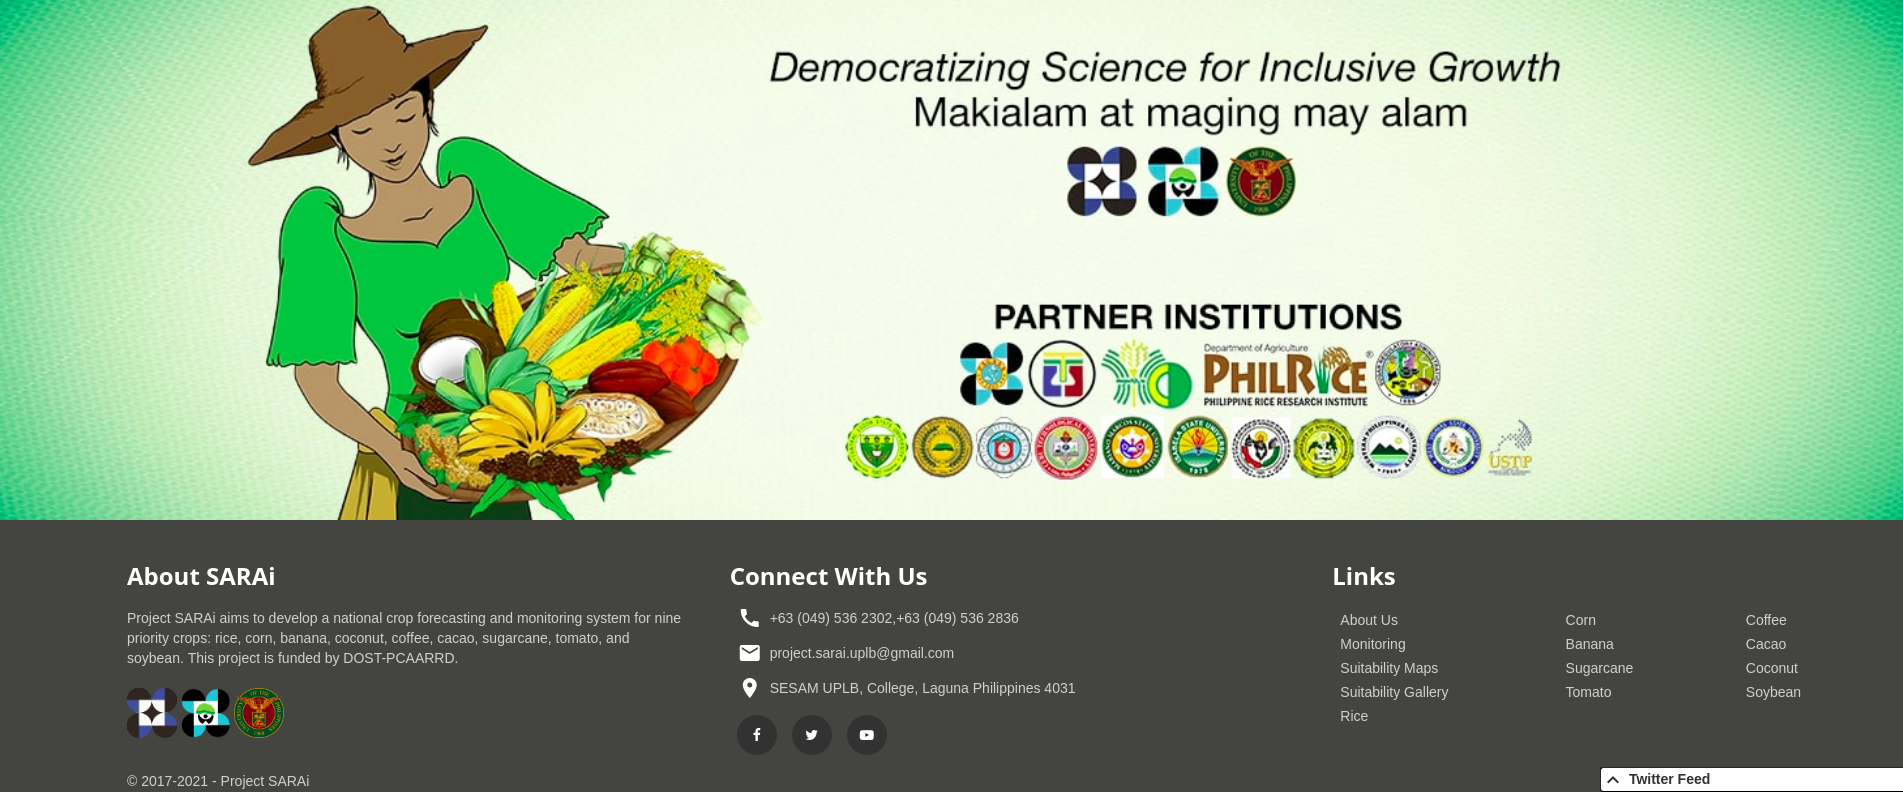 Democratizing Science for Inclusive Growth
Makialam at maging may alam
PARTNER INSTITUTIONS
Department of Agriculture
PHILRICE ®
PHILIPPINE RICE RESEARCH INSTITUTE
USTP
About SARAi
Project SARAi aims to develop a national crop forecasting and monitoring system for nine
priority crops: rice, corn, banana, coconut, coffee, cacao, sugarcane, tomato, and
soybean. This project is funded by DOST-PCAARRD.
© 2017-2021 - Project SARAi
Connect With Us
+63 (049) 536 2302,+63 (049) 536 2836
project.sarai.uplb@gmail.com
SESAM UPLB, College, Laguna Philippines 4031
Links
About Us
Monitoring
Suitability Maps
Suitability Gallery
Rice
Corn
Banana
Sugarcane
Tomato
Coffee
Cacao
Coconut
Soybean
Twitter Feed